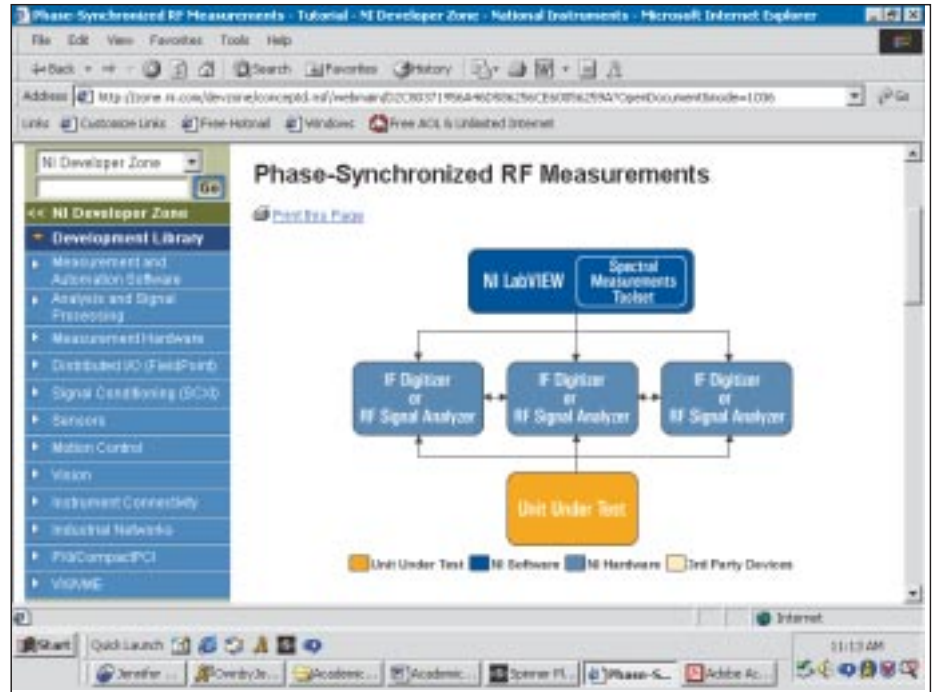 Phase-Synchronized RF Measurements - Tutorial - NI Developer Zone - National Instruments - Microsoft Internet Explorer
File Edit View Favorites Tools Help
Back Search Favorites History
Address Go
Links Customize Links Free Hotmail Windows Free AOL & Unlimited Internet
NI Developer Zone
Go
<< NI Developer Zone
Development Library
Measurement and
Automation Software
Analysis and Signal
Processing
Measurement Hardware
Distributed I/O (FieldPoint)
Signal Conditioning (SCXI)
Sensors
Motion Control
Vision
Instrument Connectivity
Industrial Networks
PXI/CompactPCI
VXI/VME
Phase-Synchronized RF Measurements
Print this Page
NI LabVIEW
Spectral
Measurements
Toolset
IF Digitizer
or
RF Signal Analyzer
IF Digitizer
or
RF Signal Analyzer
IF Digitizer
or
RF Signal Analyzer
Unit Under Test
Unit Under Test NI Software NI Hardware 3rd Party Devices
Internet
Start Quick Launch 11:13 AM
Jennifer ... Academic... Academic... Spinner Pl... Phase-S... Adobe Ac...